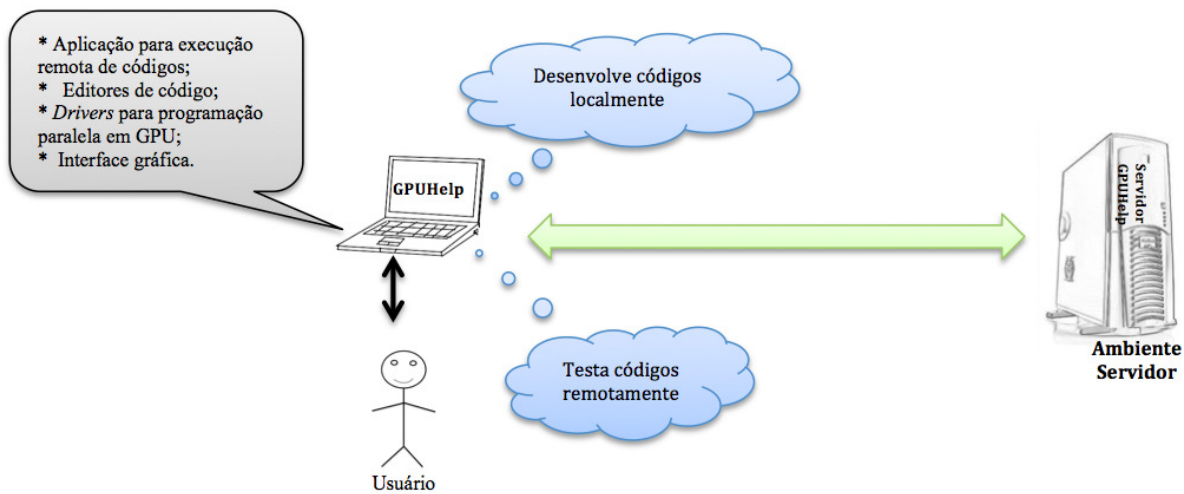 * Aplicação para execução
remota de códigos;
* Editores de código;
* Drivers para programação
paralela em GPU;
* Interface gráfica.
Desenvolve códigos
localmente
GPUHelp
Servidor
GPUHelp
Ambiente
Servidor
Testa códigos
remotamente
Usuário